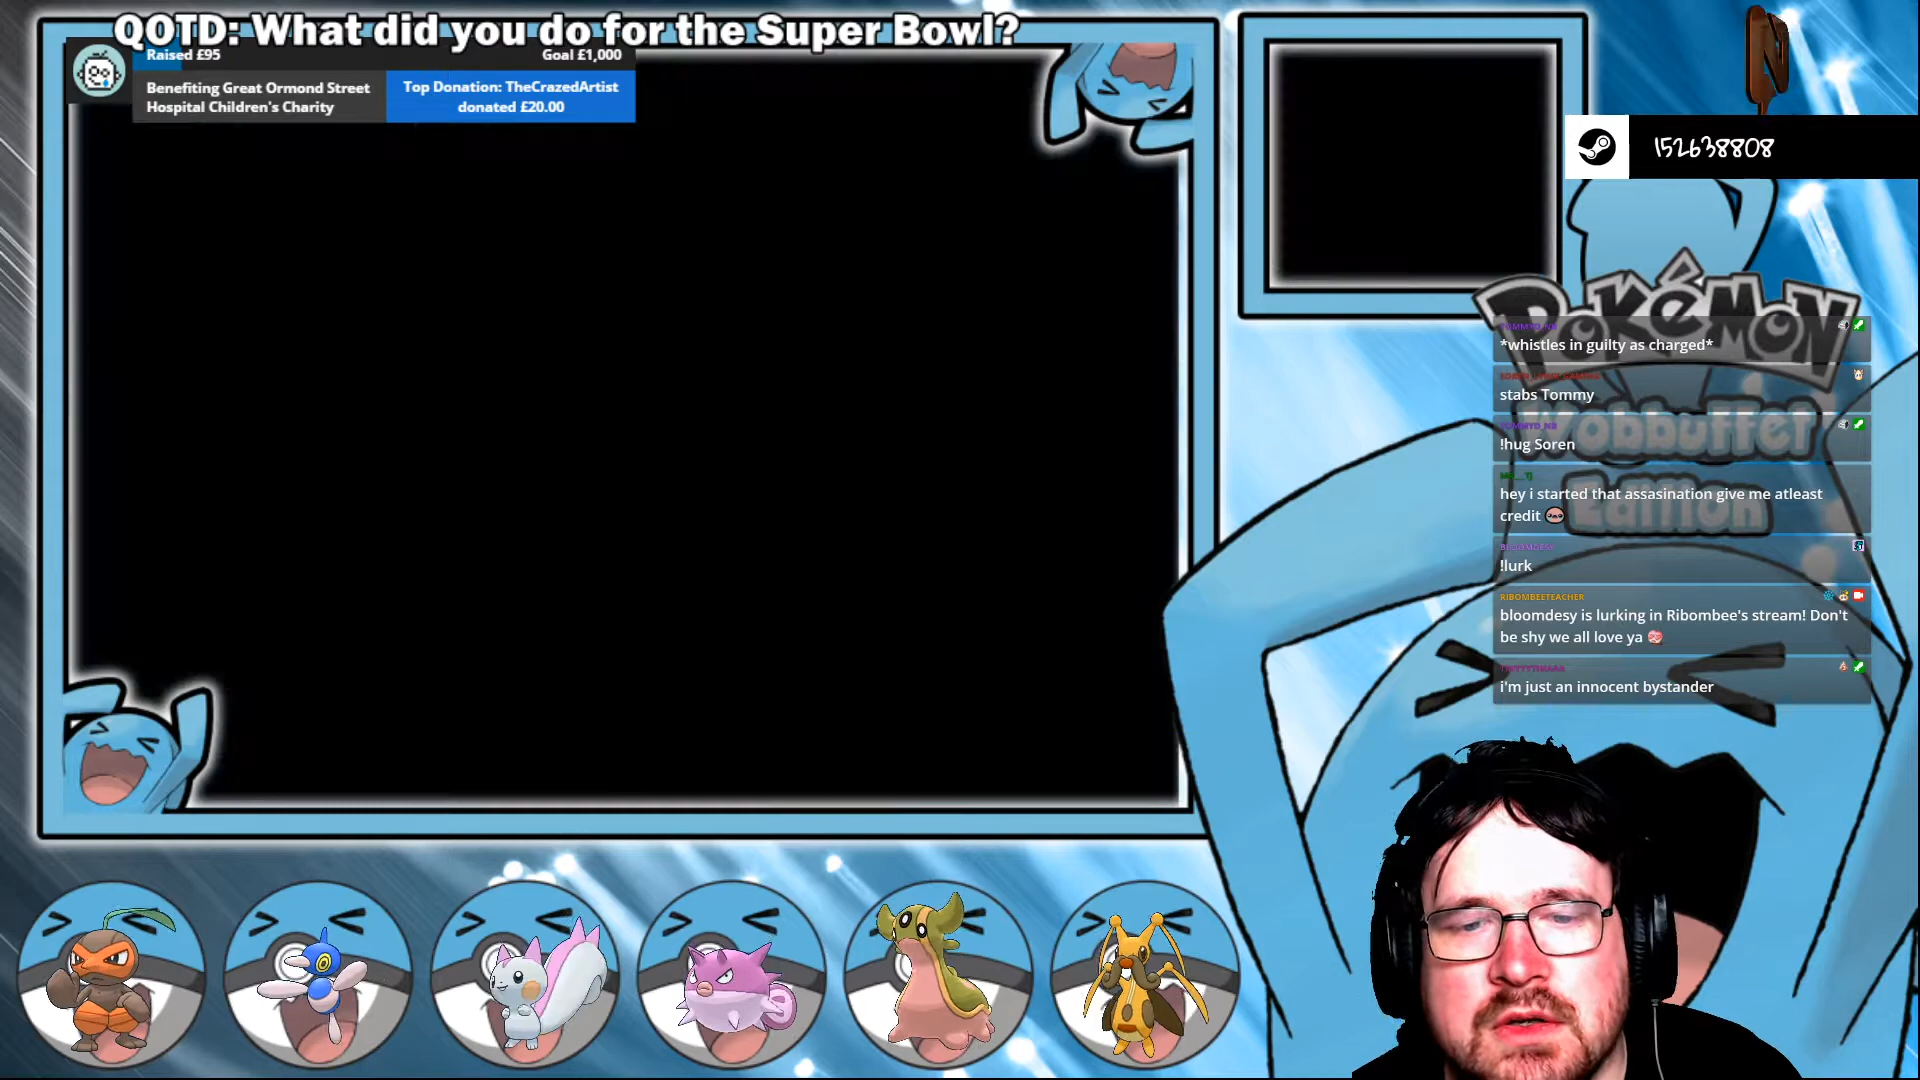 QOTD: What did you do for the Super Bowl?
Raised £95
Goal £1,000
Benefiting Great Ormond Street
Hospital Children's Charity
Top Donation: TheCrazedArtist
donated £20.00
N
152638808
POKéMON
Wobbuffet
Edition
TOMMYD_NB
*whistles in guilty as charged*
stabs Tommy
TOMMYD_NB
!hug Soren
hey i started that assasination give me atleast
credit
BLOOMDESY
!lurk
RIBOMBEETEACHER
bloomdesy is lurking in Ribombee's stream! Don't
be shy we all love ya
i'm just an innocent bystander